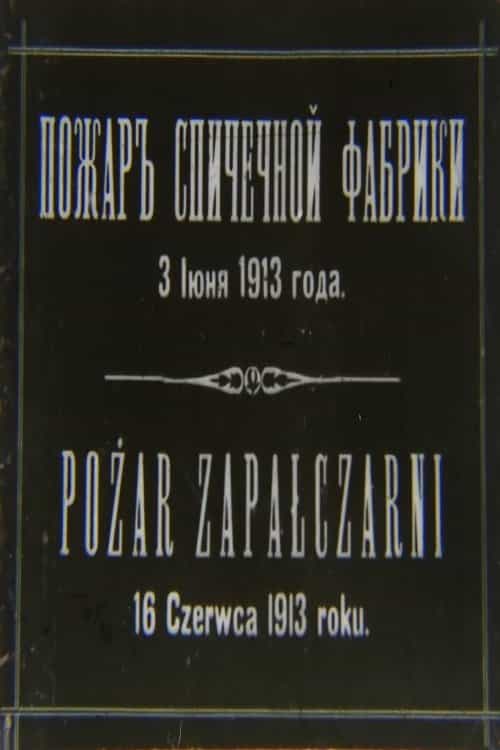 ПОЖАРЪ СПИЧЕЧНОЙ ФАБРИКИ
3 Іюня 1913 года.
POŻAR ZAPAŁCZARNI
16 Czerwca 1913 roku.